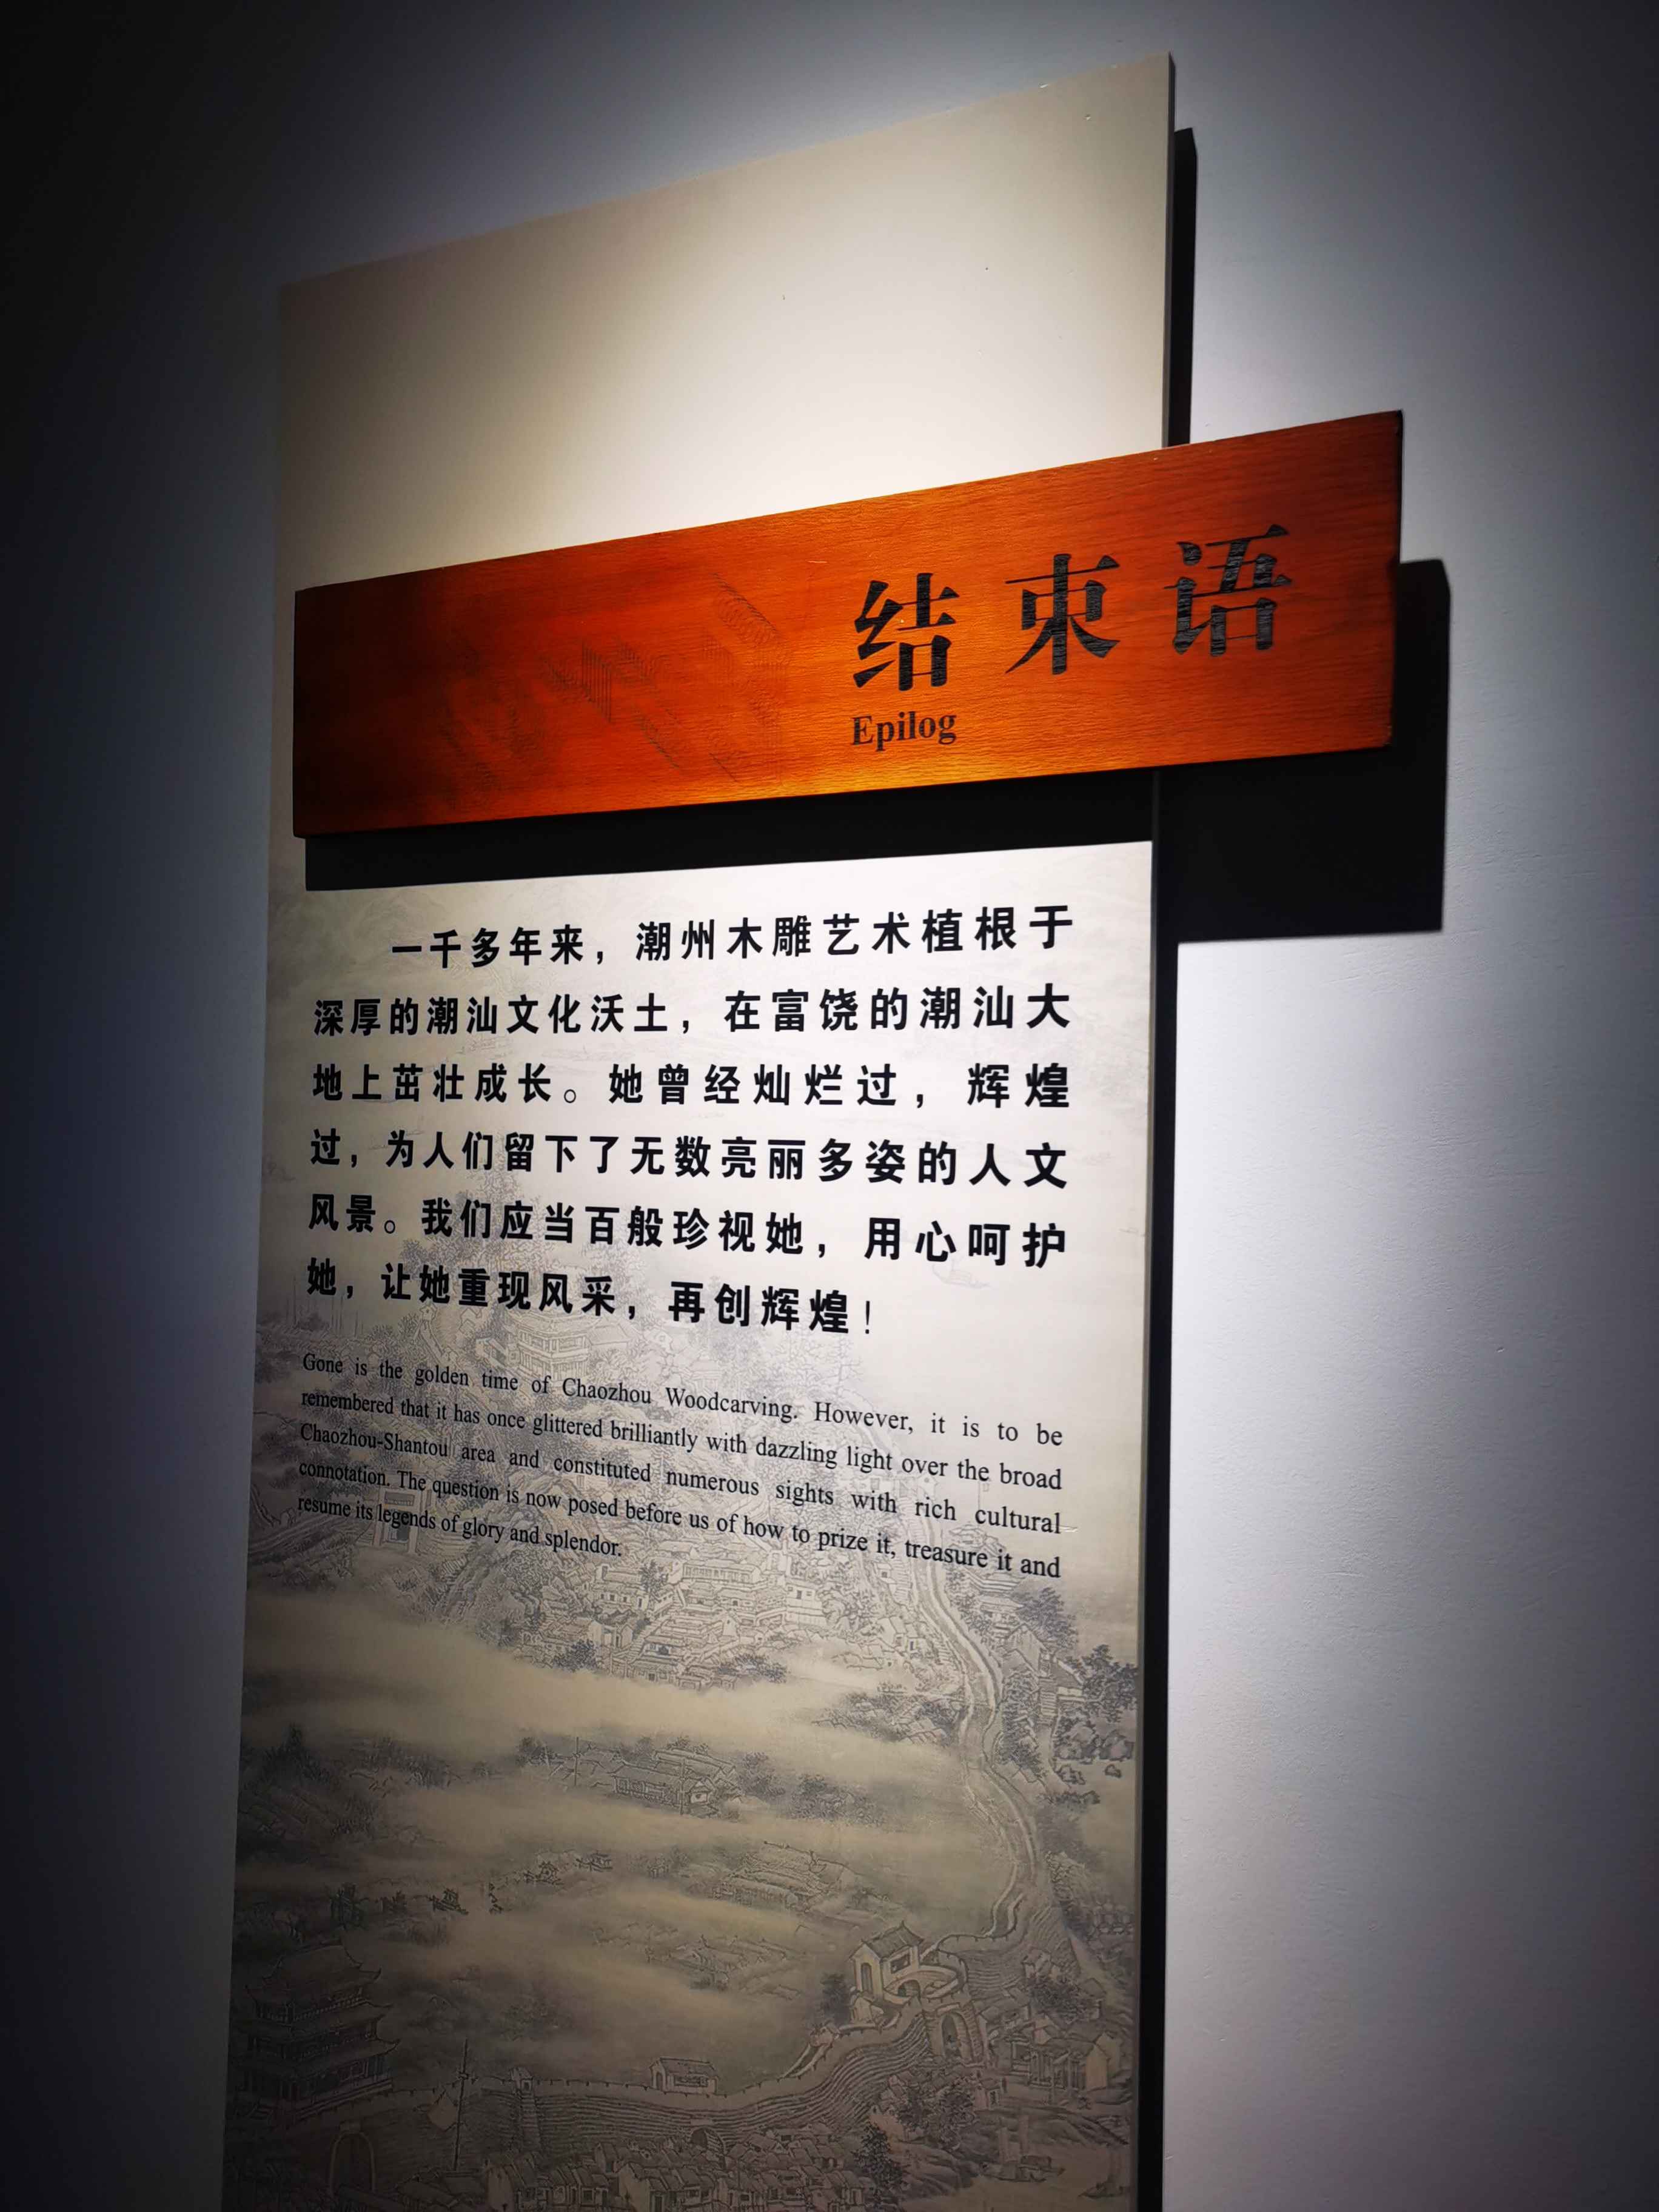 结束语
Epilog
一千多年来，潮州木雕艺术植根于
深厚的潮汕文化沃土，在富饶的潮汕大
地上茁壮成长。她曾经灿烂过，辉煌
过，为人们留下了无数亮丽多姿的人文
风景。我们应当百般珍视她，用心呵护
她，让她重现风采，再创辉煌！
Gone is the golden time of Chaozhou Woodcarving. However, it is to be
remembered that it has once glittered brilliantly with dazzling light over the broad
Chaozhou-Shantou area and constituted numerous sights with rich cultural
connotation. The question is now posed before us of how to prize it, treasure it and
resume its legends of glory and splendor.